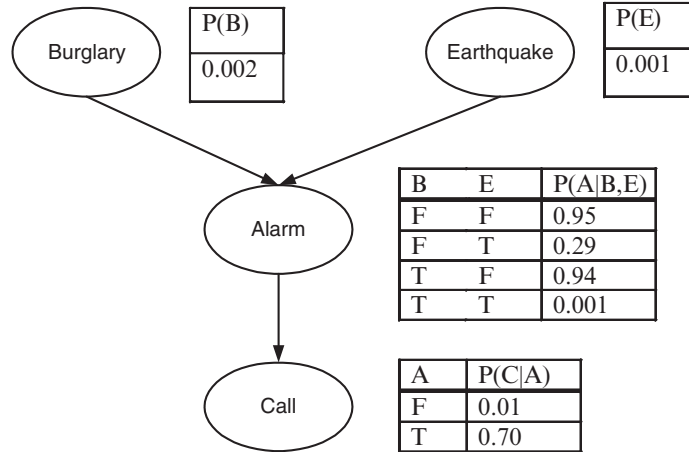 Burglary
P(B)
0.002
Earthquake
P(E)
0.001
Alarm
B E P(A|B,E)
F F 0.95
F T 0.29
T F 0.94
T T 0.001
Call
A P(C|A)
F 0.01
T 0.70